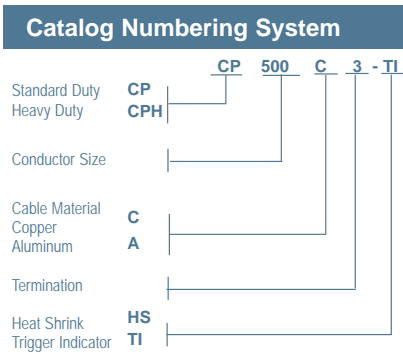 Catalog Numbering System
CP 500 C 3 - TI
Standard Duty CP
Heavy Duty CPH
Conductor Size
Cable Material
Copper C
Aluminum A
Termination
Heat Shrink HS
Trigger Indicator TI